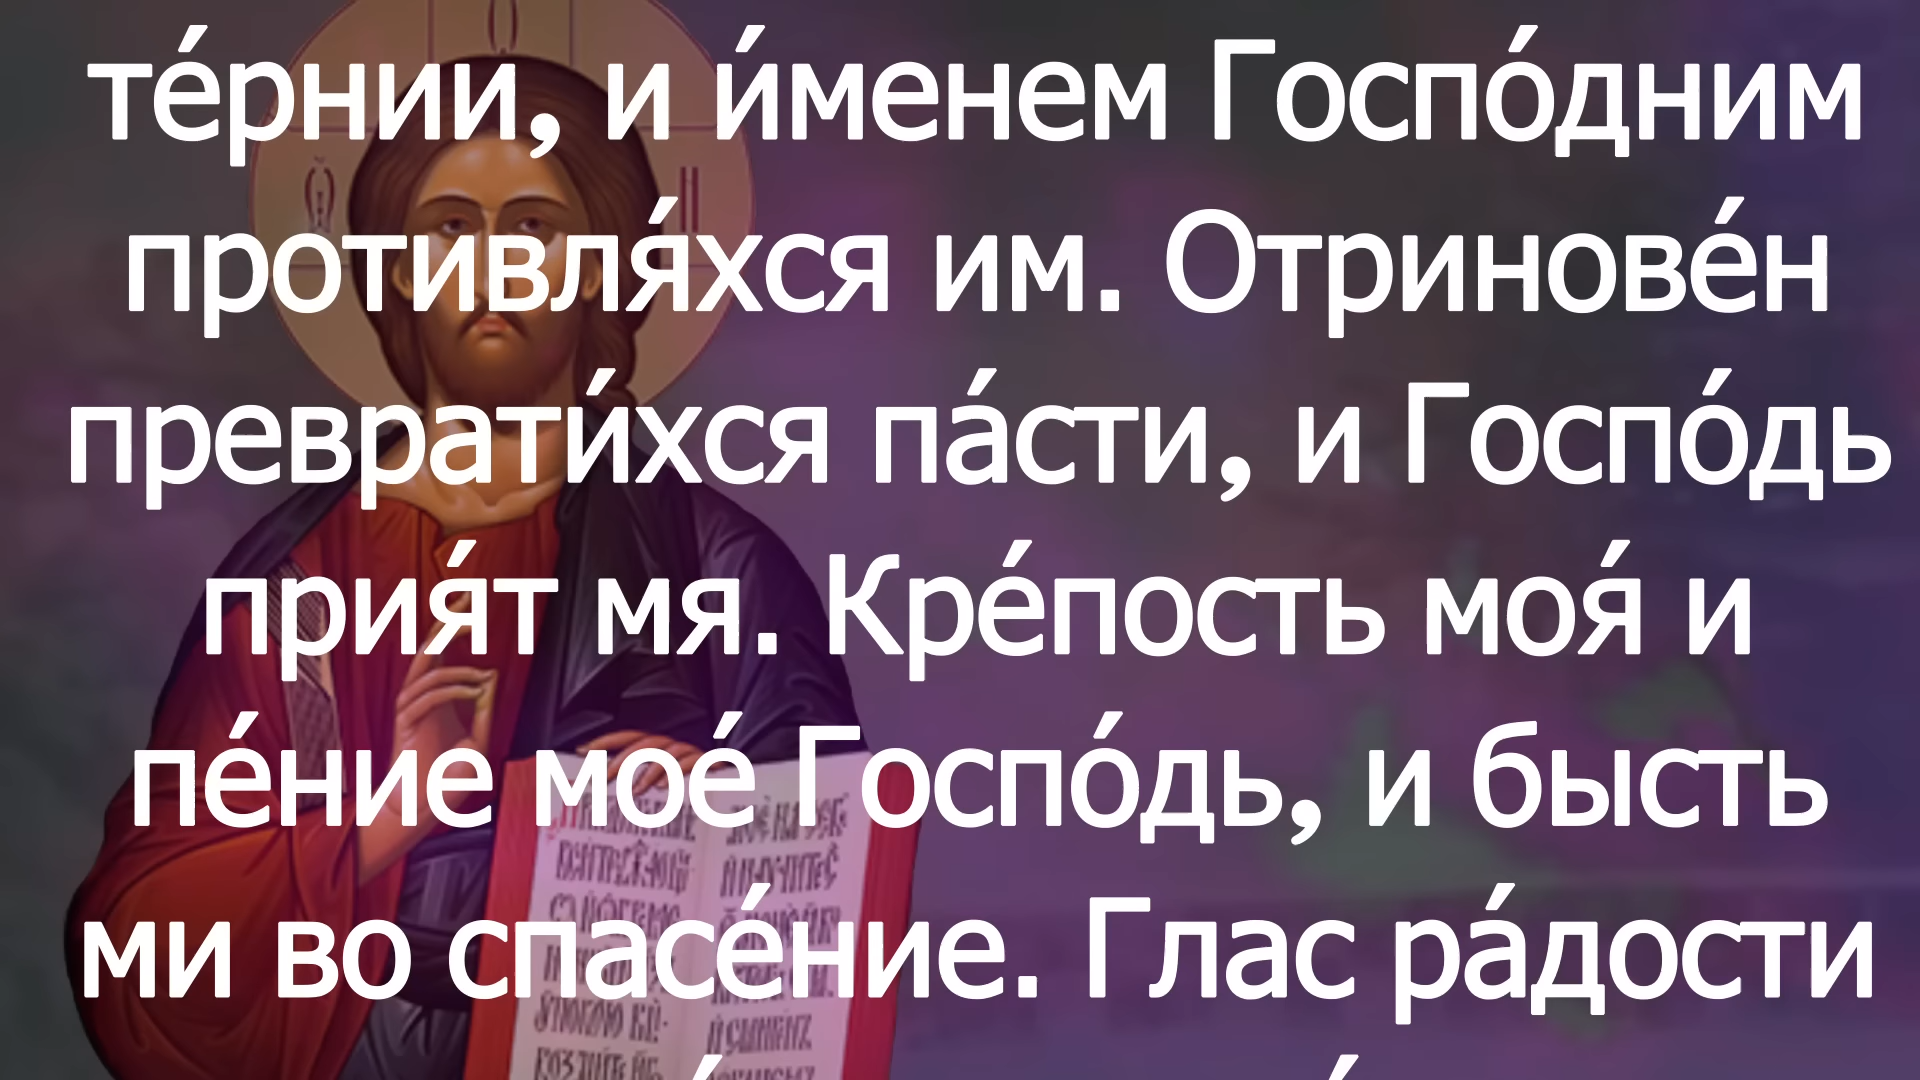 те́рнии, и и́менем Госпо́дним
противля́хся им. Отринове́н
преврати́хся па́сти, и Госпо́дь
прия́т мя. Кре́пость моя́ и
пе́ние мое́ Госпо́дь, и бысть
ми во спасе́ние. Глас ра́дости